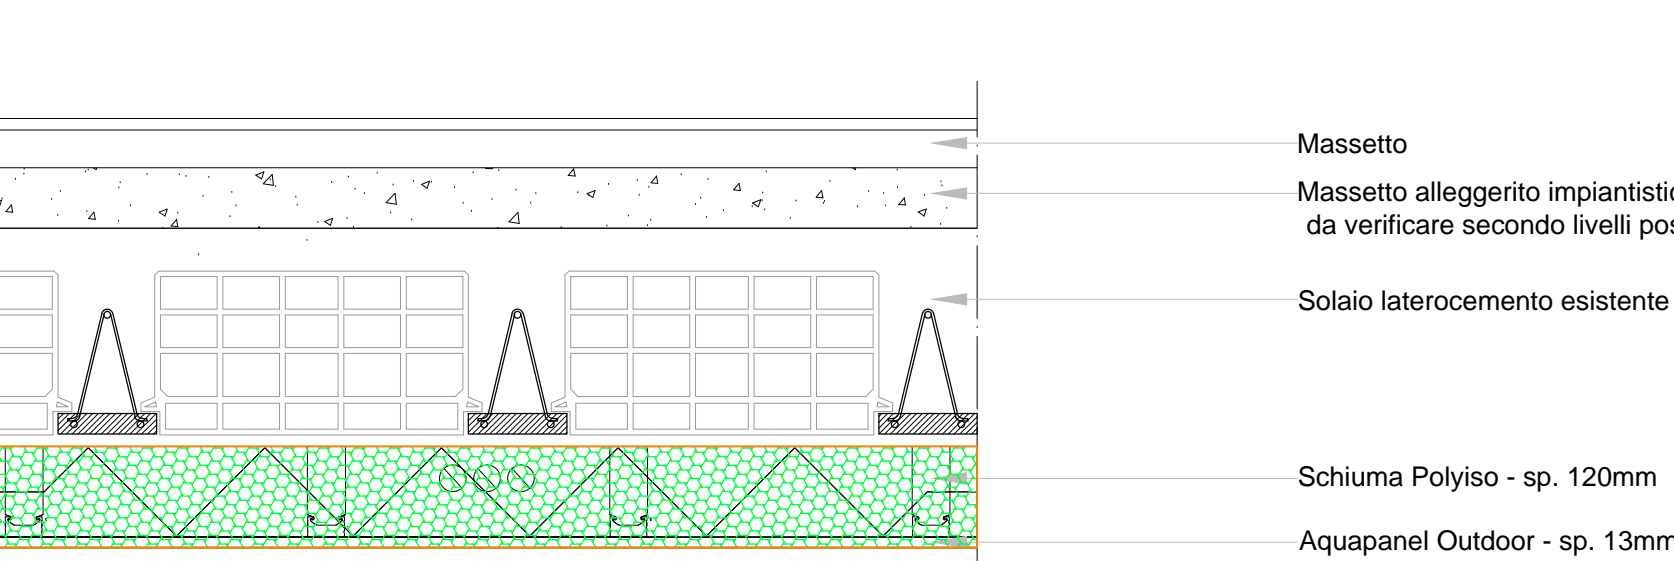 Massetto
Massetto alleggerito impiantistic
da verificare secondo livelli pos
Solaio laterocemento esistente
Schiuma Polyiso - sp. 120mm
Aquapanel Outdoor - sp. 13mm